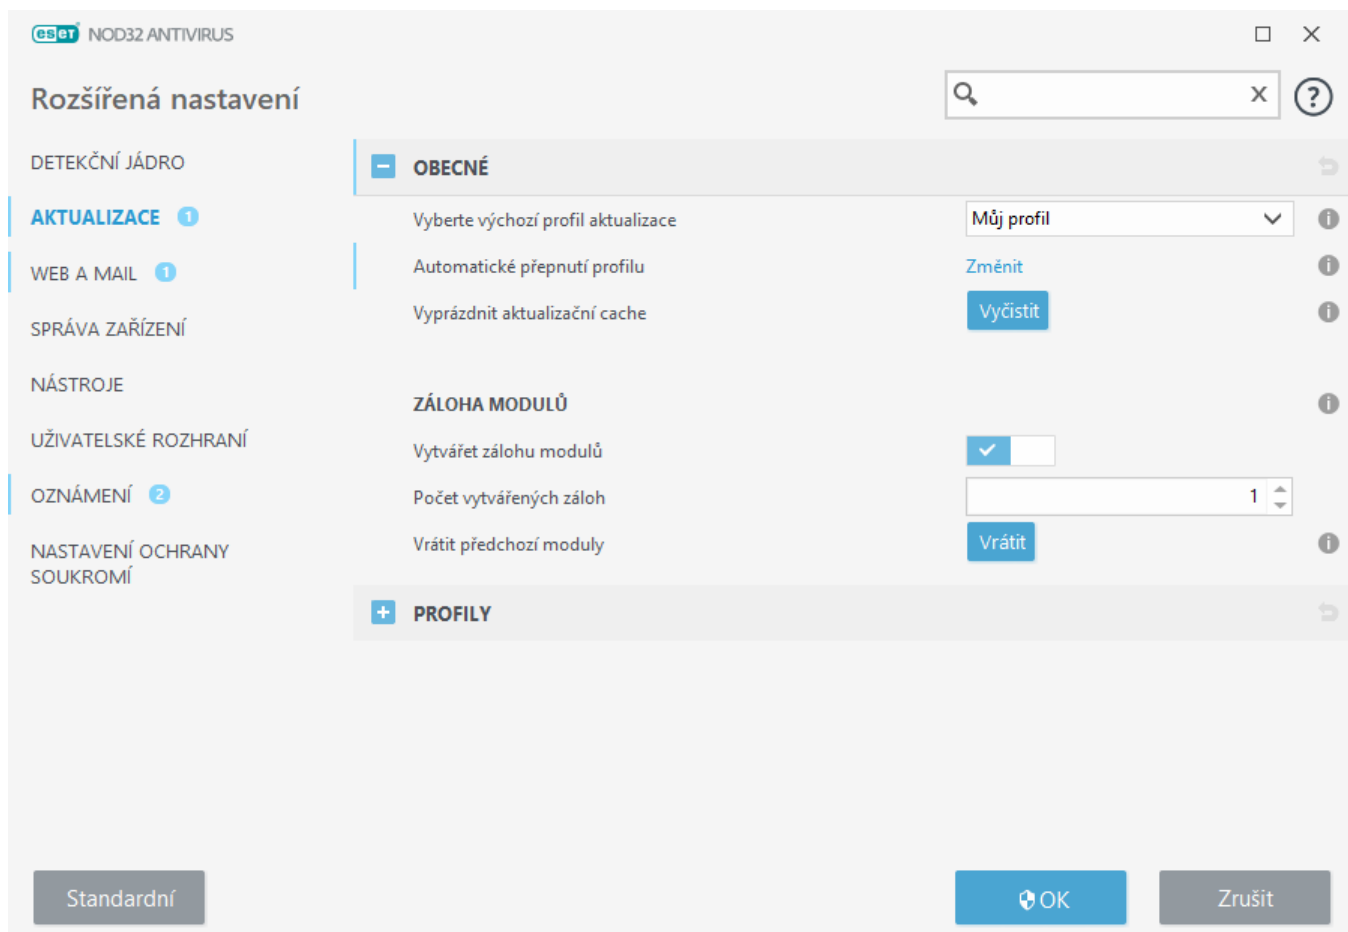 eset NOD32 ANTIVIRUS
Rozšířená nastavení
x
?
DETEKČNÍ JÁDRO
AKTUALIZACE 1
WEB A MAIL 1
SPRÁVA ZAŘÍZENÍ
NÁSTROJE
UŽIVATELSKÉ ROZHRANÍ
OZNÁMENÍ 2
NASTAVENÍ OCHRANY
SOUKROMÍ
OBECNÉ
Vyberte výchozí profil aktualizace Můj profil
Automatické přepnutí profilu Změnit
Vyprázdnit aktualizační cache Vyčistit
ZÁLOHA MODULŮ
Vytvářet zálohu modulů
Počet vytvářených záloh 1
Vrátit předchozí moduly Vrátit
PROFILY
Standardní
OK
Zrušit